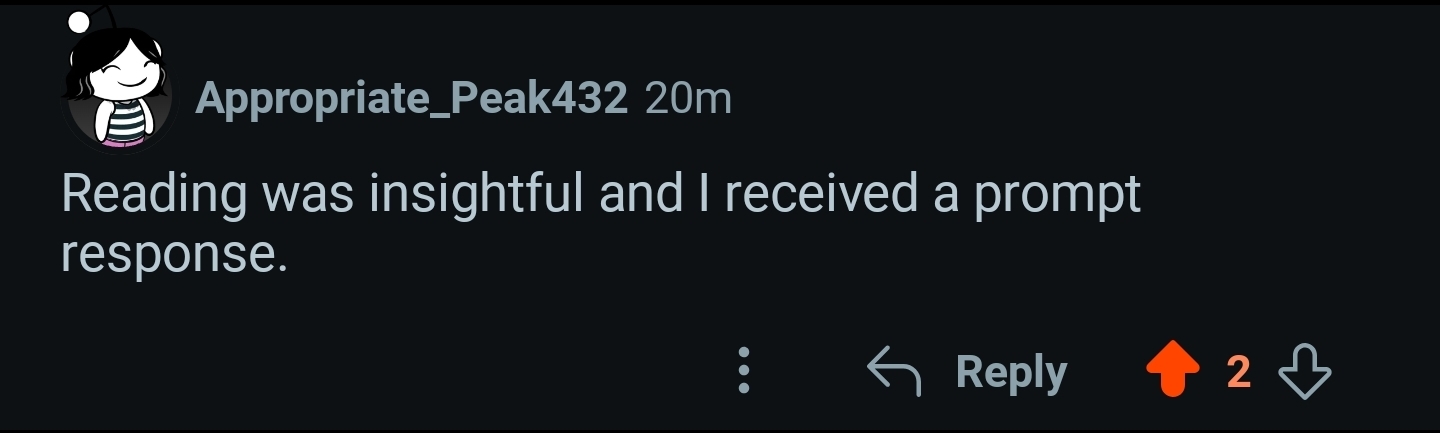 Appropriate_Peak432 20m
Reading was insightful and I received a prompt
response.
Reply 2